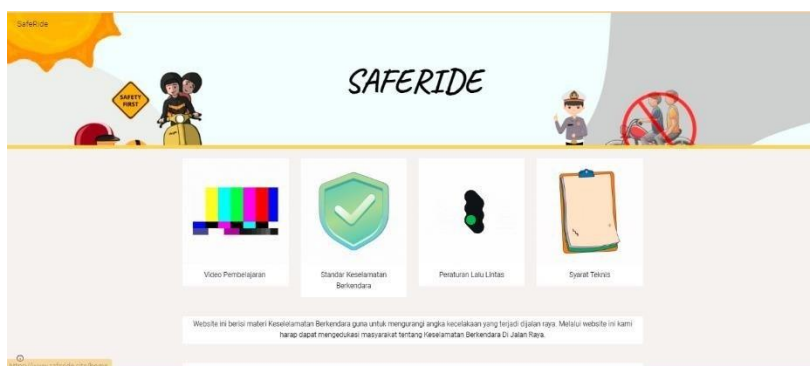 SafeRide
SAFERIDE
SAFETY
FIRST
Video Pembelajaran
Standar Keselamatan
Berkendara
Peraturan Lalu Lintas
Syarat Teknis
Website ini berisi materi Keselelamatan Berkendara guna untuk mengurangi angka kecelakaan yang terjadi dijalan raya. Melalui website ini kami
harap dapat mengedukasi masyarakat tentang Keselamatan Berkendara Di Jalan Raya.